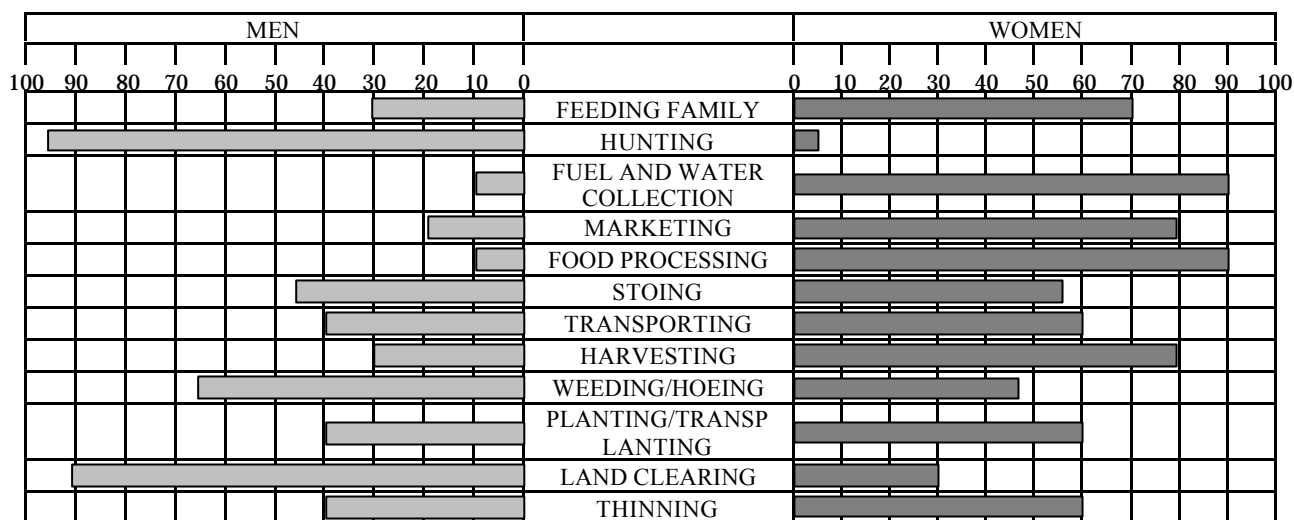 MEN WOMEN
100 90 80 70 60 50 40 30 20 10 0 0 10 20 30 40 50 60 70 80 90 100
FEEDING FAMILY
HUNTING
FUEL AND WATER
COLLECTION
MARKETING
FOOD PROCESSING
STOING
TRANSPORTING
HARVESTING
WEEDING/HOEING
PLANTING/TRANSP
LANTING
LAND CLEARING
THINNING